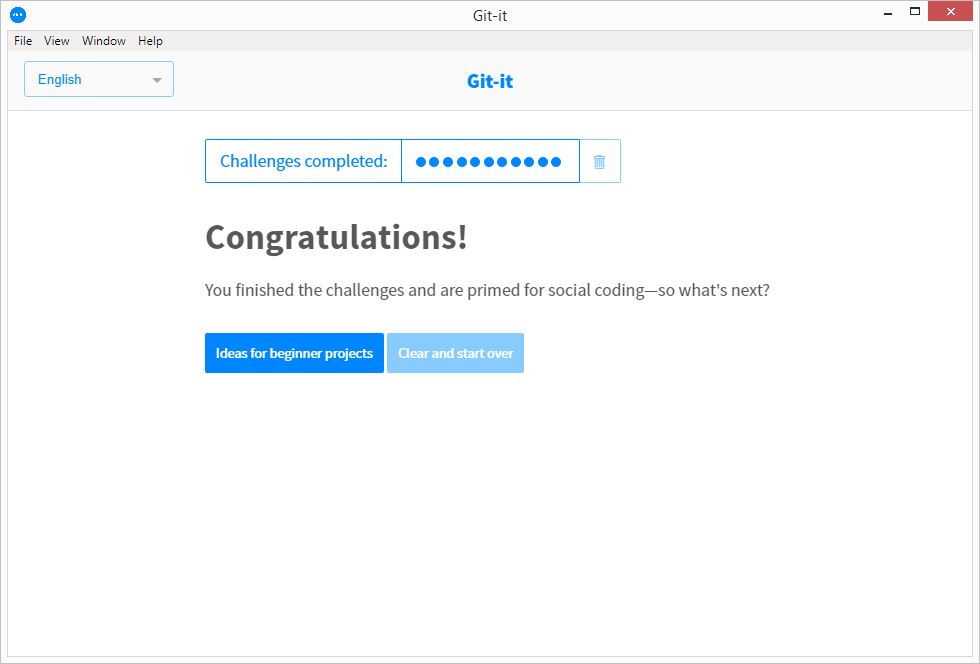 Git-it
File View Window Help
English
Git-it
Challenges completed:
Congratulations!
You finished the challenges and are primed for social coding—so what's next?
Ideas for beginner projects Clear and start over